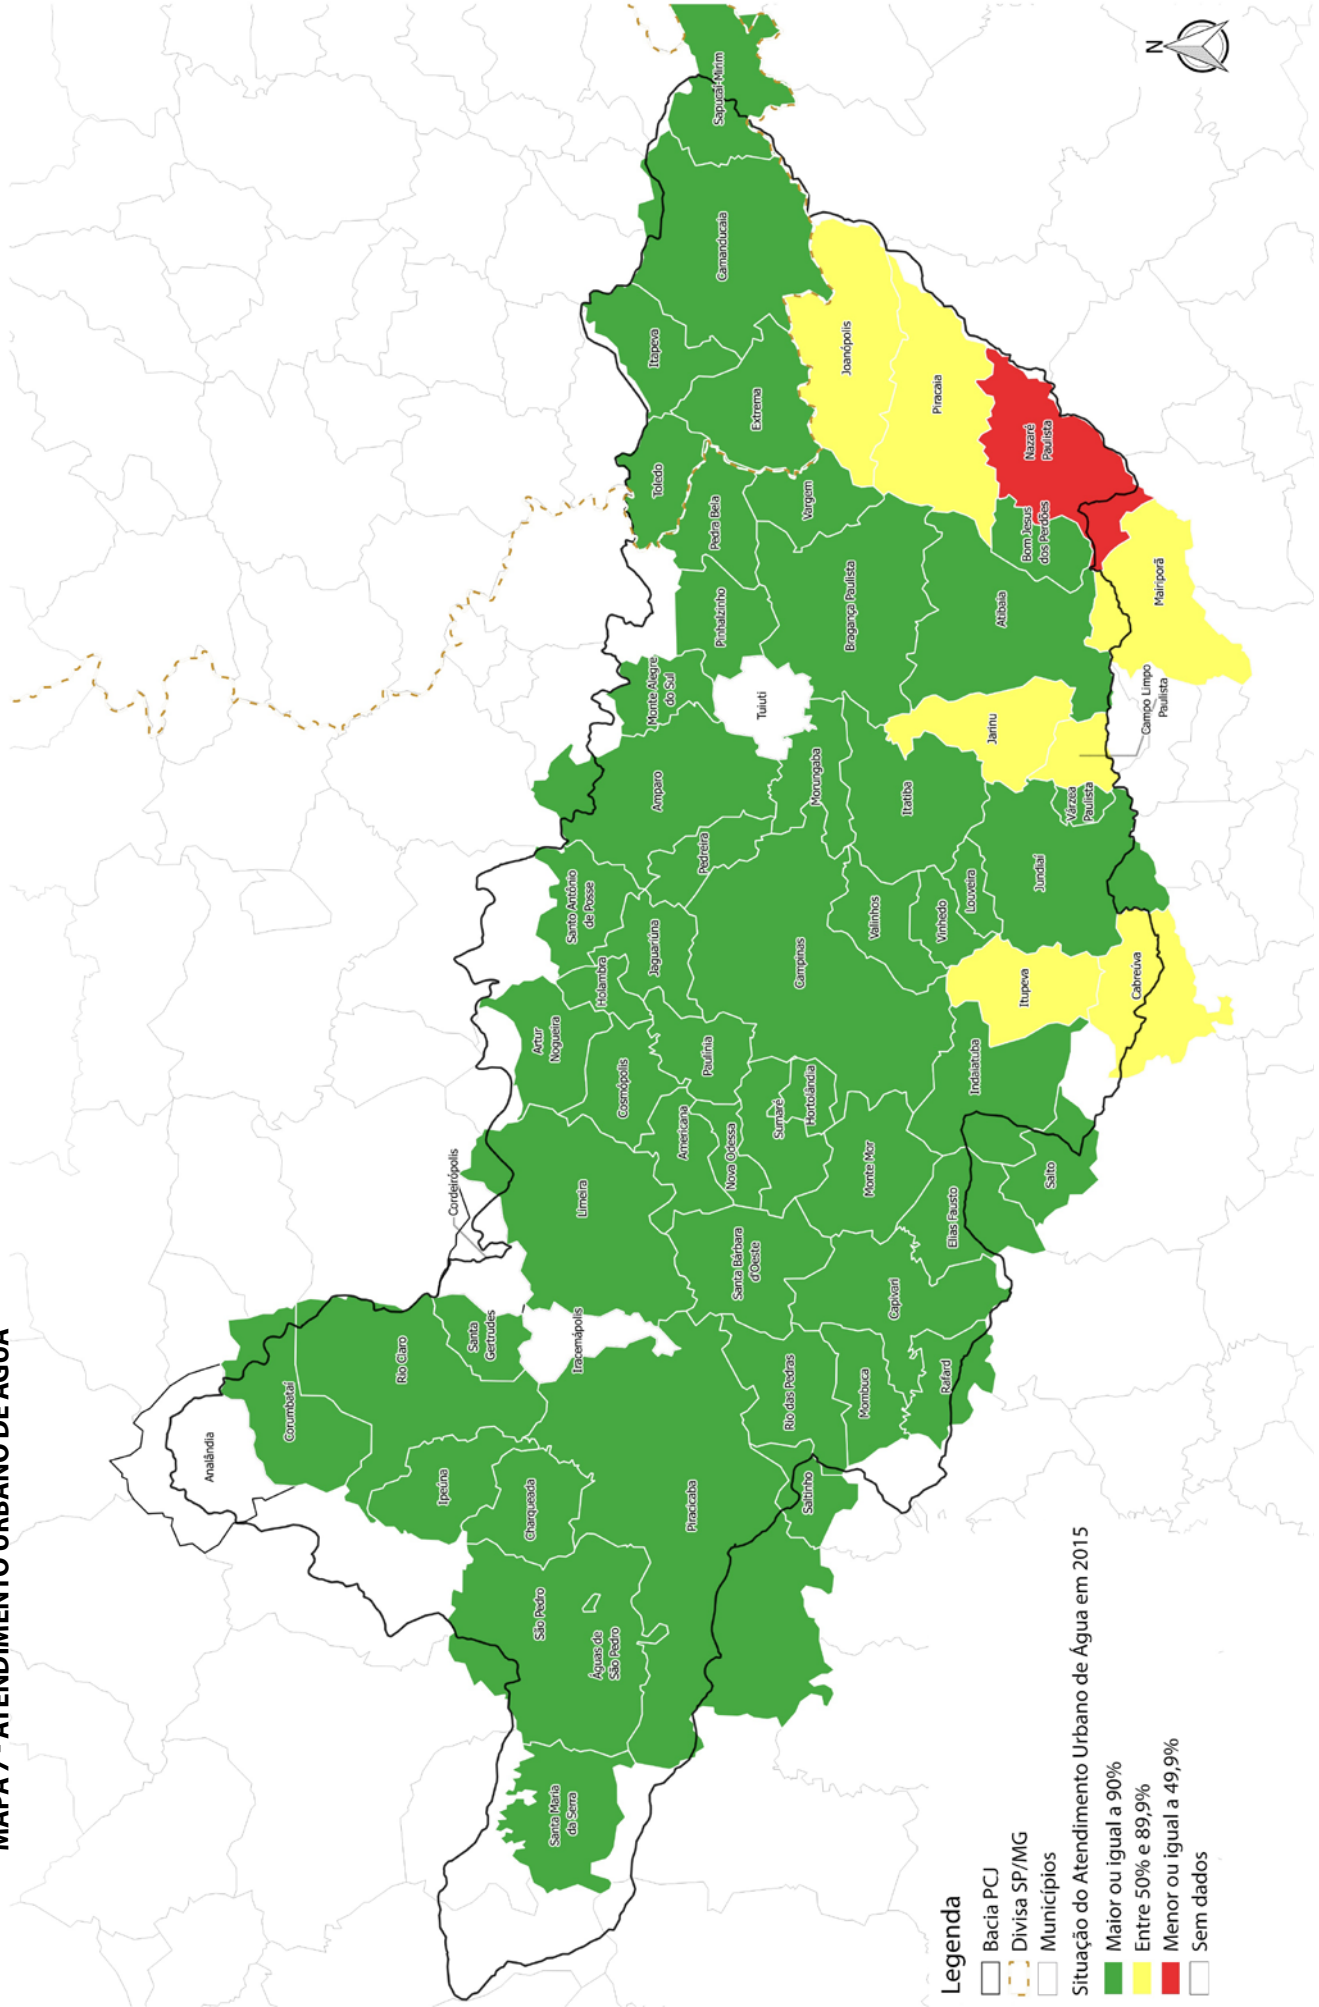 MAPA 7 - ATENDIMENTO URBANO DE ÁGUA
N
Sapucaí-Mirim
Camanducaia
Itapeva
Extrema
Toledo
Joanópolis
Piracaia
Nazaré
Paulista
Vargem
Pedra Bela
Bom Jesus
dos Perdões
Mairiporã
Pinhalzinho
Bragança Paulista
Atibaia
Monte Alegre
do Sul
Tuiuti
Campo Limpo
Paulista
Jarinu
Amparo
Morungaba
Itatiba
Várzea
Paulista
Pedreira
Jundiaí
Santo Antônio
de Posse
Louveira
Valinhos
Vinhedo
Jaguariúna
Holambra
Campinas
Itupeva
Cabreúva
Artur
Nogueira
Paulínia
Cosmópolis
Indaiatuba
Hortolândia
Sumaré
Americana
Nova Odessa
Monte Mor
Salto
Cordeirópolis
Limeira
Elias Fausto
Santa Bárbara
d'Oeste
Capivari
Santa
Gertrudes
Iracemápolis
Rio Claro
Rafard
Mombuca
Rio das Pedras
Corumbataí
Analândia
Ipeúna
Charqueada
Piracicaba
Saltinho
São Pedro
Águas de
São Pedro
Santa Maria
da Serra
Legenda
Bacia PCJ
Divisa SP/MG
Municípios
Situação do Atendimento Urbano de Água em 2015
Maior ou igual a 90%
Entre 50% e 89,9%
Menor ou igual a 49,9%
Sem dados